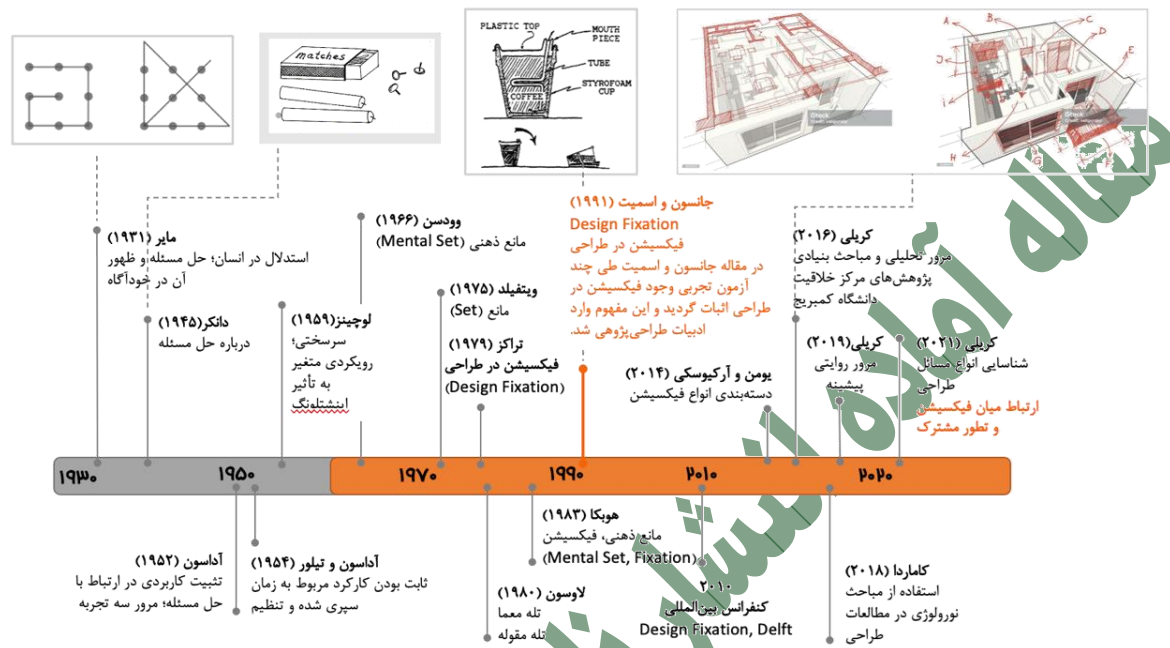 matches
PLASTIC TOP
MOUTH
PIECE
TUBE
STYROFOAM
CUP
COFFEE
A
B
C
D
E
F
G
H
I
J
iStock
iStock
مایر (۱۹۳۱)
استدلال در انسان؛ حل مسئله و ظهور
آن در خودآگاه
دانکر(۱۹۴۵)
درباره حل مسئله
لوچینز(۱۹۵۹)
سرسختی؛
رویکردی متغیر
به تأثیر
اینشتلونگ
وودسن (۱۹۶۶)
مانع ذهنی (Mental Set)
ویتفیلد (۱۹۷۵)
مانع (Set)
تراکز (۱۹۷۹)
فیکسیشن در طراحی
(Design Fixation)
جانسون و اسمیت (۱۹۹۱)
Design Fixation
فیکسیشن در طراحی
در مقاله جانسون و اسمیت طی چند
آزمون تجربی وجود فیکسیشن در
طراحی اثبات گردید و این مفهوم وارد
ادبیات طراحی‌پژوهی شد.
یومن و آرکیوسکی (۲۰۱۴)
دسته‌بندی انواع فیکسیشن
کریلی (۲۰۱۶)
مرور تحلیلی و مباحث بنیادی
پژوهش‌های مرکز خلاقیت
دانشگاه کمبریج
کریلی(۲۰۱۹)
مرور روایتی
پیشینه
کریلی (۲۰۲۱)
شناسایی انواع مسائل
طراحی
ارتباط میان فیکسیشن
و تطور مشترک
۱۹۳۰
۱۹۵۰
۱۹۷۰
۱۹۹۰
۲۰۱۰
۲۰۲۰
آداسون (۱۹۵۲)
تثبیت کاربردی در ارتباط با
حل مسئله؛ مرور سه تجربه
آداسون و تیلور (۱۹۵۴)
ثابت بودن کارکرد مربوط به زمان
سپری شده و تنظیم
لاوسون (۱۹۸۰)
تله معما
تله مقوله
هوبکا (۱۹۸۳)
مانع ذهنی، فیکسیشن
(Mental Set, Fixation)
۲۰۱۰
کنفرانس بین‌المللی
Design Fixation, Delft
کاماردا (۲۰۱۸)
استفاده از مباحث
نورولوژی در مطالعات
طراحی
مقاله آماده انتشار